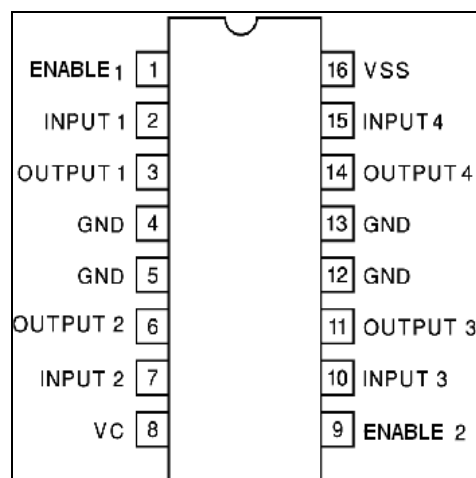 ENABLE 1 1 16 VSS
INPUT 1 2 15 INPUT 4
OUTPUT 1 3 14 OUTPUT 4
GND 4 13 GND
GND 5 12 GND
OUTPUT 2 6 11 OUTPUT 3
INPUT 2 7 10 INPUT 3
VC 8 9 ENABLE 2